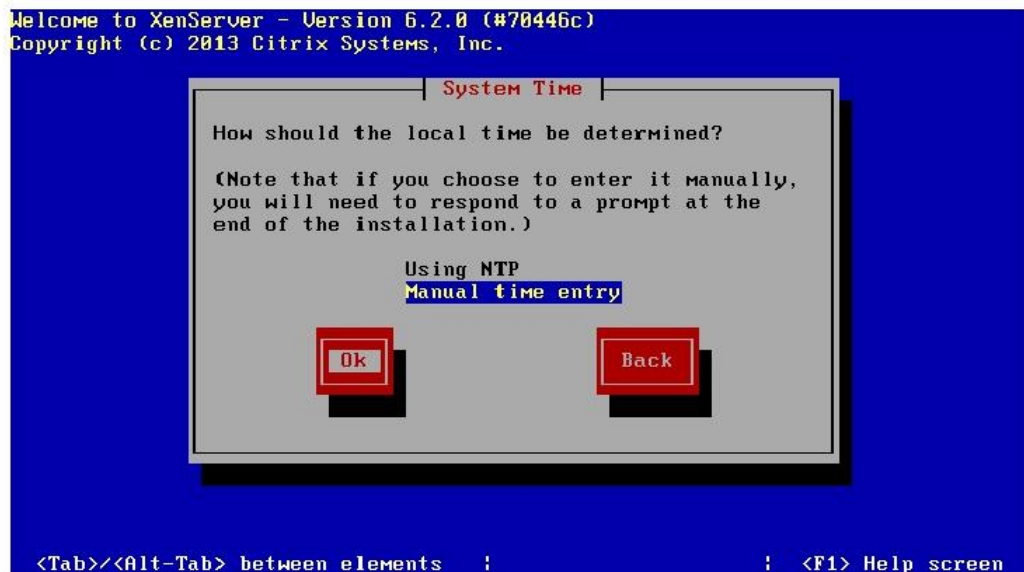 Welcome to XenServer - Version 6.2.0 (#70446c)
Copyright (c) 2013 Citrix Systems, Inc.
System Time
How should the local time be determined?
(Note that if you choose to enter it manually,
you will need to respond to a prompt at the
end of the installation.)
Using NTP
Manual time entry
Ok Back
<Tab>/<Alt-Tab> between elements | | <F1> Help screen